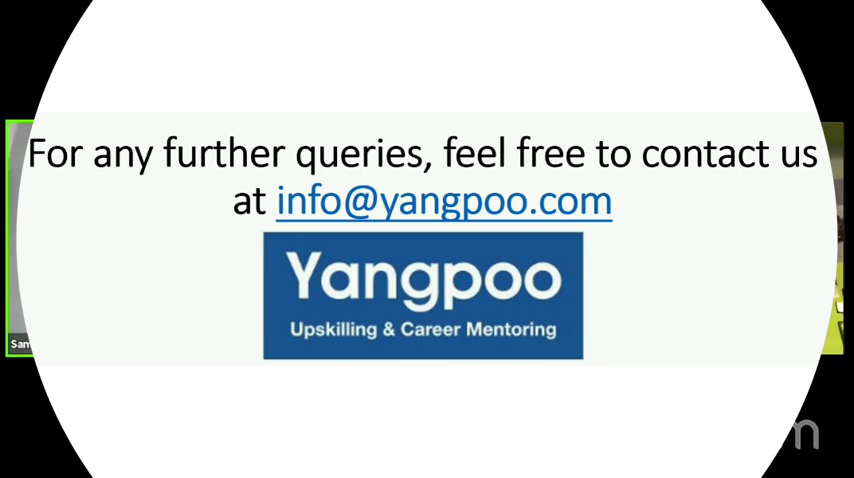 For any further queries, feel free to contact us
at info@yangpoo.com
Yangpoo
Upskilling & Career Mentoring